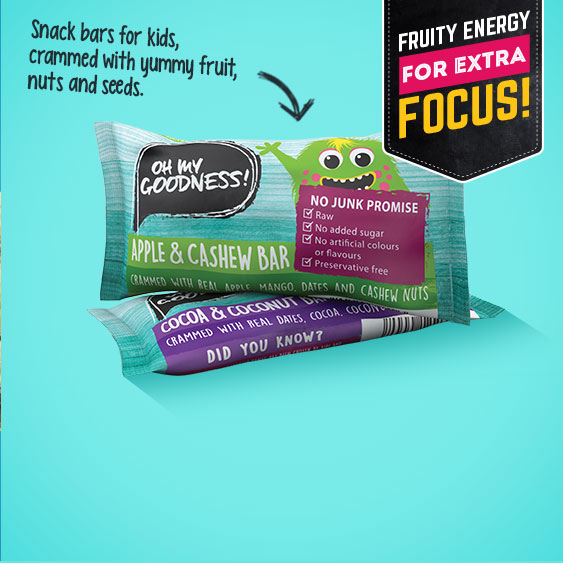 Snack bars for kids,
crammed with yummy fruit,
nuts and seeds.
FRUITY ENERGY
FOR EXTRA
FOCUS!
OH MY
GOODNESS!
NO JUNK PROMISE
Raw
No added sugar
No artificial colours
or flavours
Preservative free
APPLE & CASHEW BAR
CRAMMED WITH REAL APPLE, MANGO, DATES AND CASHEW NUTS
COCOA & COCONUT
CRAMMED WITH REAL DATES, COCOA,
DID YOU KNOW?